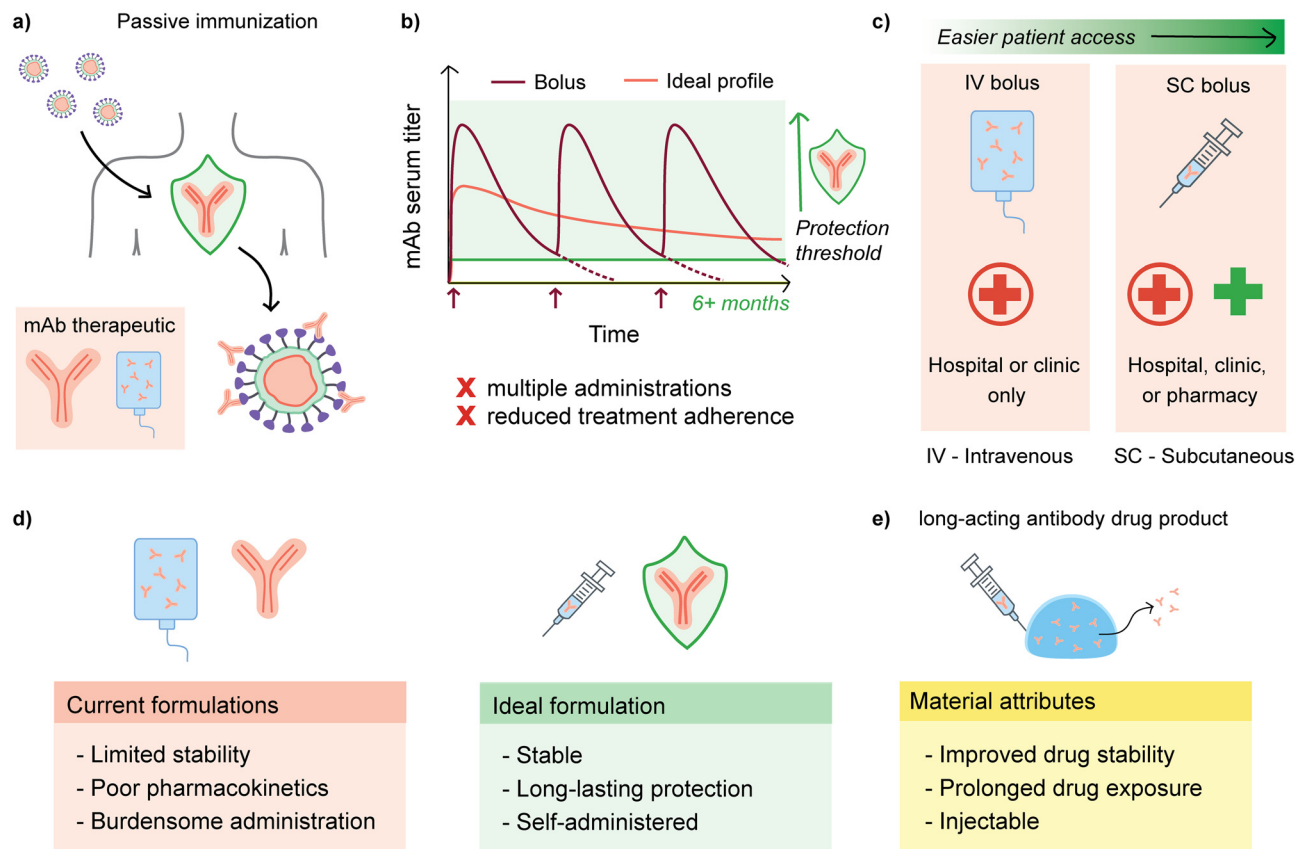 a)
Passive immunization
mAb therapeutic
b)
Bolus
Ideal profile
mAb serum titer
Protection
threshold
6+ months
Time
X multiple administrations
X reduced treatment adherence
c)
Easier patient access
IV bolus
Hospital or clinic
only
SC bolus
Hospital, clinic,
or pharmacy
IV - Intravenous
SC - Subcutaneous
d)
Current formulations
- Limited stability
- Poor pharmacokinetics
- Burdensome administration
Ideal formulation
- Stable
- Long-lasting protection
- Self-administered
e)
long-acting antibody drug product
Material attributes
- Improved drug stability
- Prolonged drug exposure
- Injectable